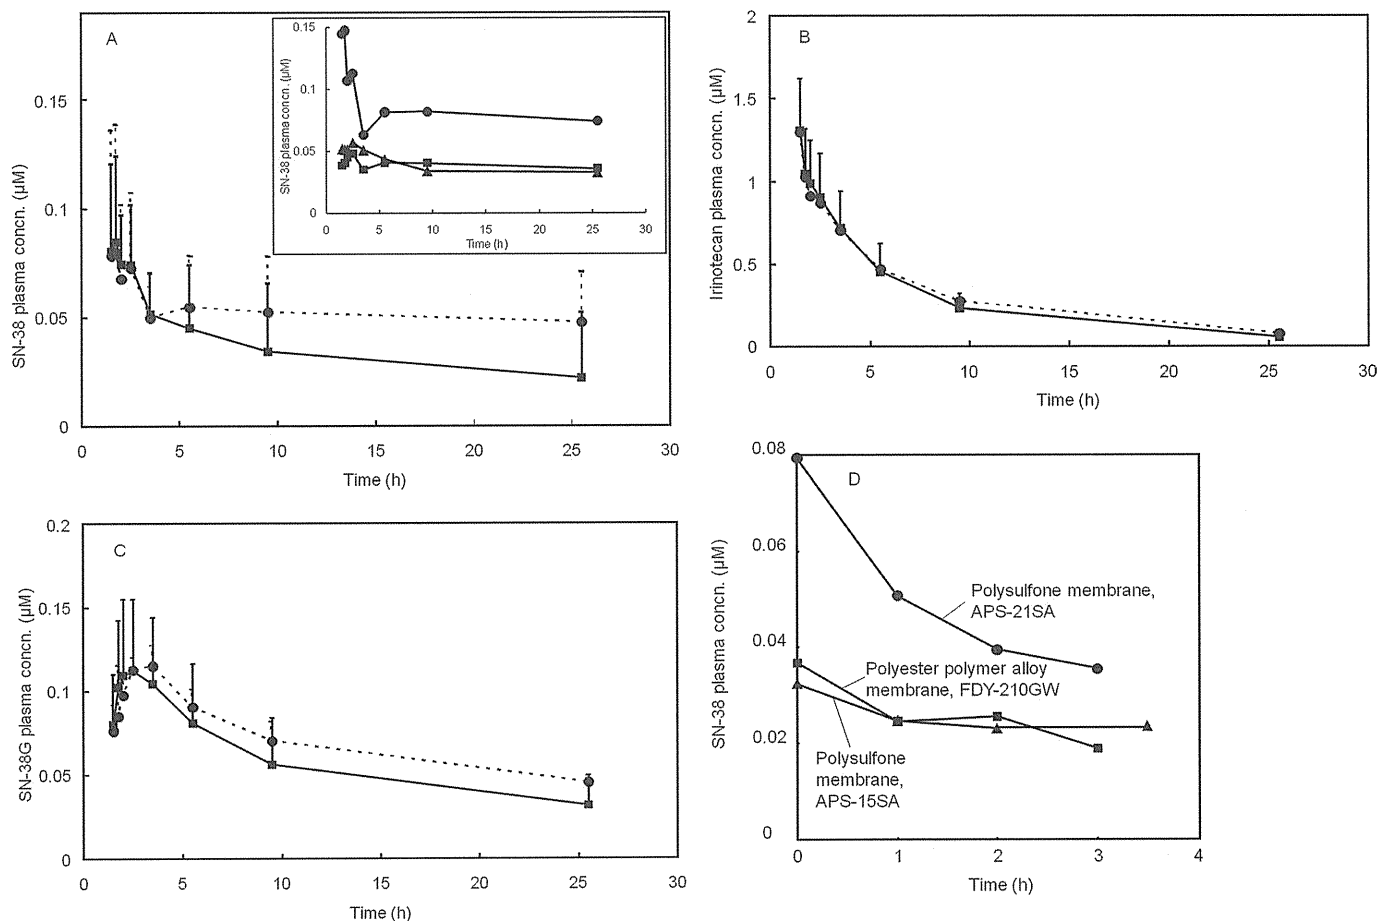 A
SN-38 plasma concn. (μM)
0.15
0.1
0.05
0
0 5 10 15 20 25 30
Time (h)
SN-38 plasma concn. (μM)
0.15
0.1
0.05
0
0 5 10 15 20 25 30
Time (h)
B
Irinotecan plasma concn. (μM)
2
1.5
1
0.5
0
0 5 10 15 20 25 30
Time (h)
C
SN-38G plasma concn. (μM)
0.2
0.15
0.1
0.05
0
0 5 10 15 20 25 30
Time (h)
D
SN-38 plasma concn. (μM)
0.08
0.06
0.04
0.02
0
Polysulfone membrane,
APS-21SA
Polyester polymer alloy
membrane, FDY-210GW
Polysulfone
membrane,
APS-15SA
0 1 2 3 4
Time (h)